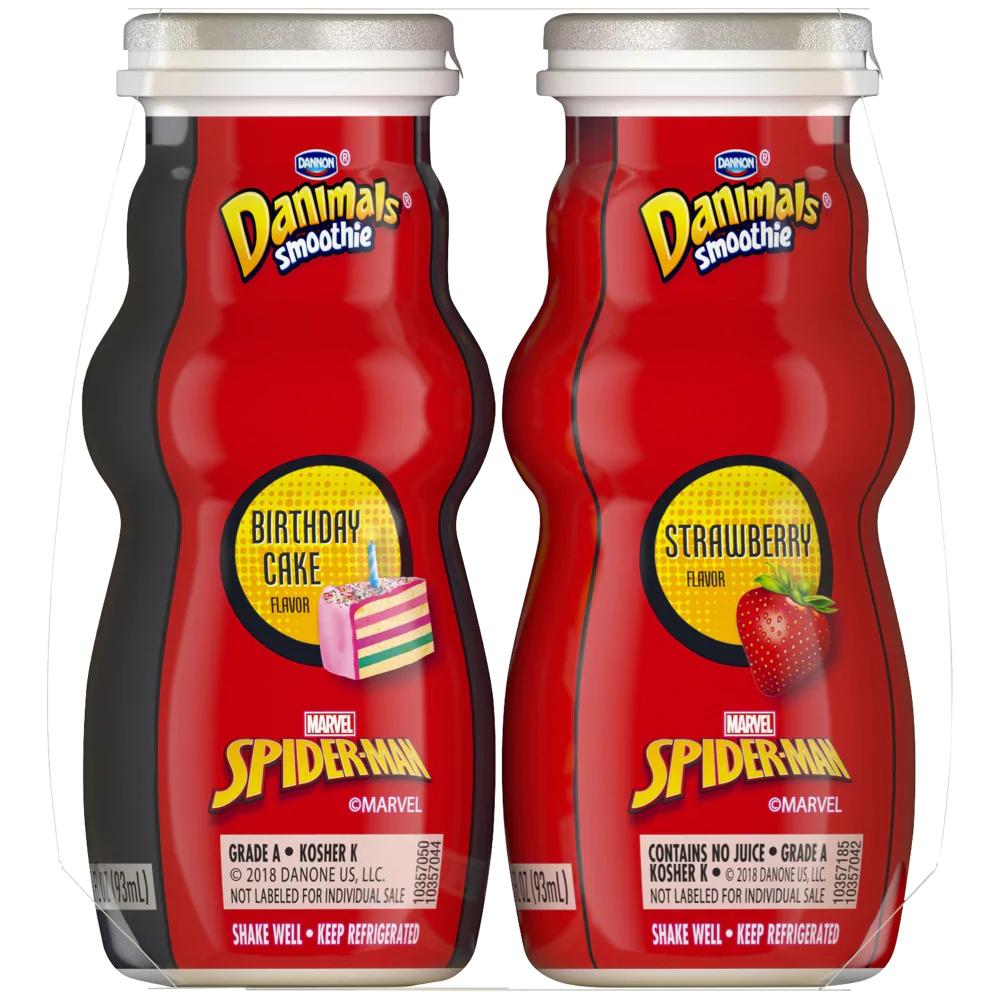 DANNON ®
Danimals ®
smoothie
BIRTHDAY
CAKE
FLAVOR
MARVEL
SPIDER-MAN
©MARVEL
GRADE A • KOSHER K
© 2018 DANONE US, LLC.
NOT LABELED FOR INDIVIDUAL SALE
10357050
10357044
(93mL)
SHAKE WELL • KEEP REFRIGERATED
DANNON ®
Danimals ®
smoothie
STRAWBERRY
FLAVOR
MARVEL
SPIDER-MAN
©MARVEL
CONTAINS NO JUICE • GRADE A
KOSHER K • © 2018 DANONE US, LLC.
NOT LABELED FOR INDIVIDUAL SALE
10357185
10357042
OZ (93mL)
SHAKE WELL • KEEP REFRIGERATED